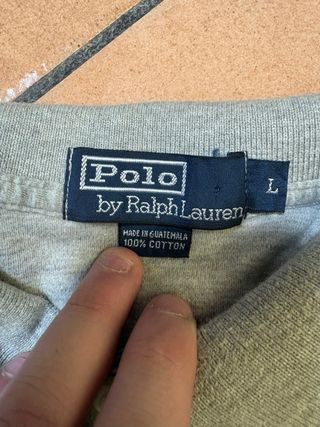 Polo
by Ralph Lauren
L
MADE IN GUATEMALA
100% COTTON